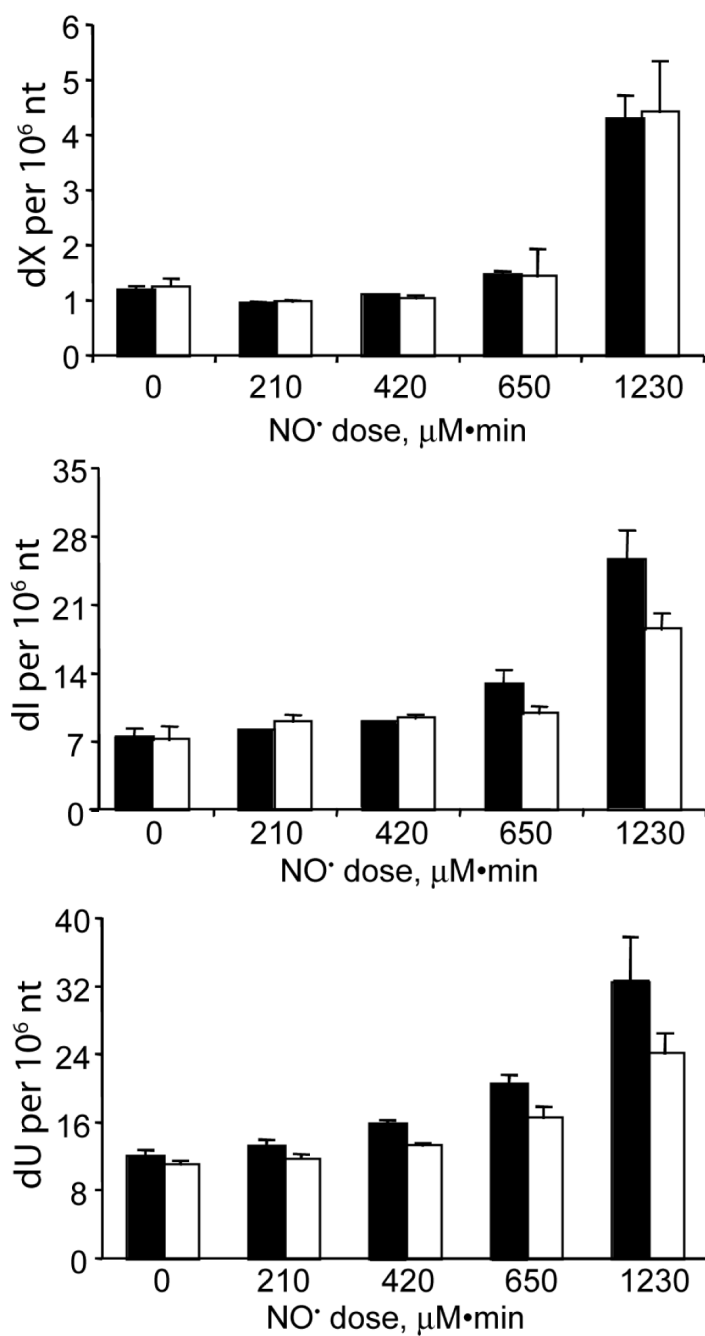 dX per 10⁶ nt
6
5
4
3
2
1
0
0 210 420 650 1230
NO˙ dose, μM•min
dI per 10⁶ nt
35
28
21
14
7
0
0 210 420 650 1230
NO˙ dose, μM•min
dU per 10⁶ nt
40
32
24
16
8
0
0 210 420 650 1230
NO˙ dose, μM•min